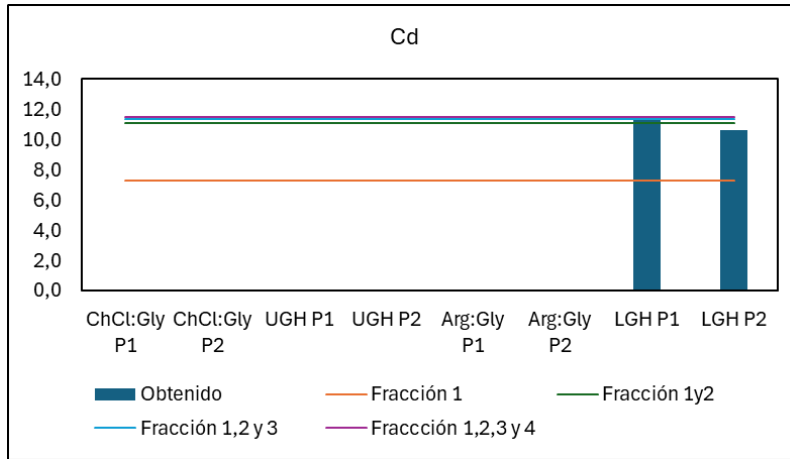 Cd
14,0
12,0
10,0
8,0
6,0
4,0
2,0
0,0
ChCl:Gly P1
ChCl:Gly P2
UGH P1
UGH P2
Arg:Gly P1
Arg:Gly P2
LGH P1
LGH P2
Obtenido
Fracción 1
Fracción 1y2
Fracción 1,2 y 3
Fraccción 1,2,3 y 4